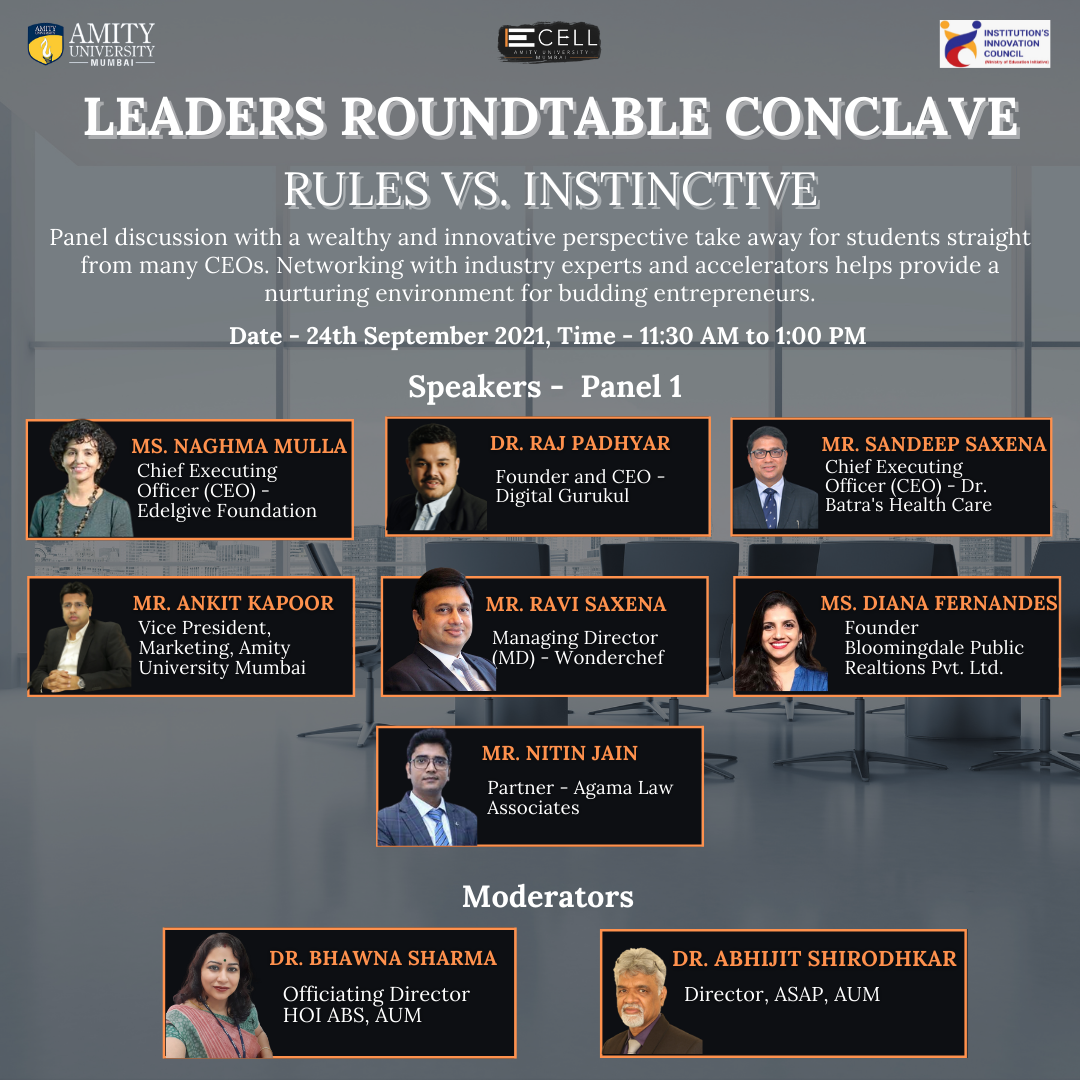 AMITY
UNIVERSITY
MUMBAI
ECELL
AMITY UNIVERSITY
MUMBAI
INSTITUTION'S
INNOVATION
COUNCIL
(Ministry of Education Initiative)
LEADERS ROUNDTABLE CONCLAVE
RULES VS. INSTINCTIVE
Panel discussion with a wealthy and innovative perspective take away for students straight
from many CEOs. Networking with industry experts and accelerators helps provide a
nurturing environment for budding entrepreneurs.
Date - 24th September 2021, Time - 11:30 AM to 1:00 PM
Speakers - Panel 1
MS. NAGHMA MULLA
Chief Executing
Officer (CEO) -
Edelgive Foundation
DR. RAJ PADHYAR
Founder and CEO -
Digital Gurukul
MR. SANDEEP SAXENA
Chief Executing
Officer (CEO) - Dr.
Batra's Health Care
MR. ANKIT KAPOOR
Vice President,
Marketing, Amity
University Mumbai
MR. RAVI SAXENA
Managing Director
(MD) - Wonderchef
MS. DIANA FERNANDES
Founder
Bloomingdale Public
Realtions Pvt. Ltd.
MR. NITIN JAIN
Partner - Agama Law
Associates
Moderators
DR. BHAWNA SHARMA
Officiating Director
HOI ABS, AUM
DR. ABHIJIT SHIRODHKAR
Director, ASAP, AUM